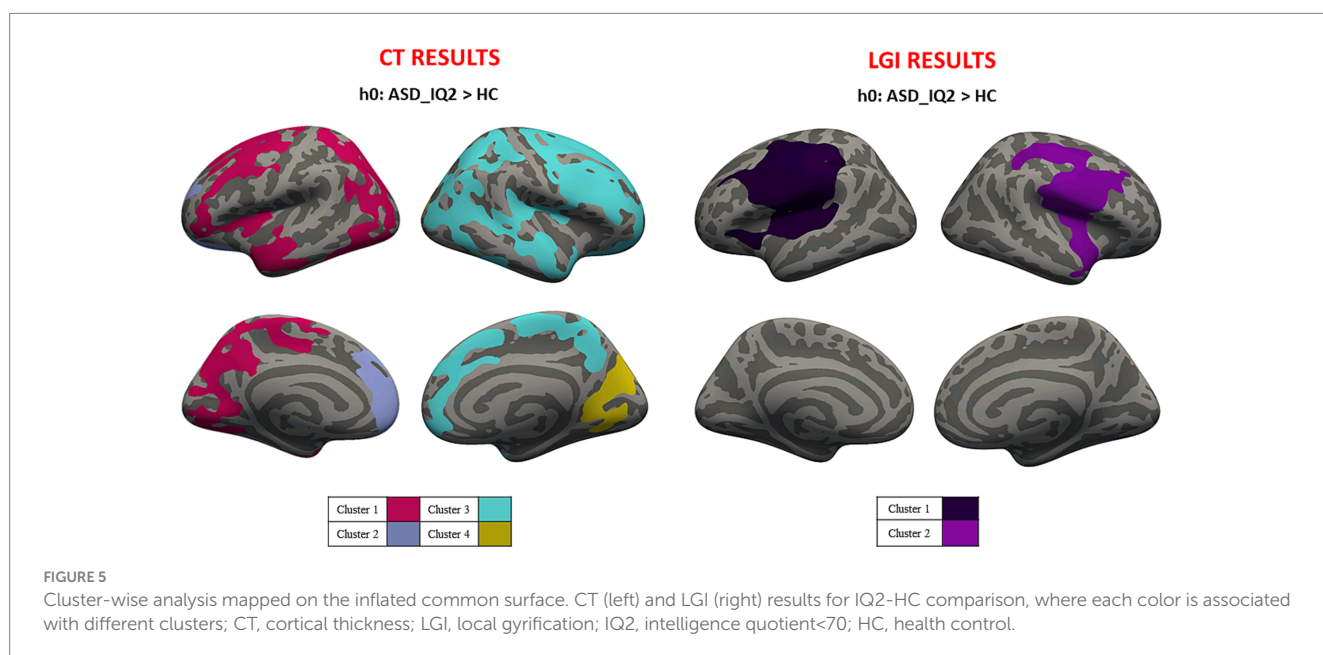 CT RESULTS
h0: ASD_IQ2 > HC
LGI RESULTS
h0: ASD_IQ2 > HC
Cluster 1 Cluster 3
Cluster 2 Cluster 4
Cluster 1
Cluster 2
FIGURE 5
Cluster-wise analysis mapped on the inflated common surface. CT (left) and LGI (right) results for IQ2-HC comparison, where each color is associated
with different clusters; CT, cortical thickness; LGI, local gyrification; IQ2, intelligence quotient<70; HC, health control.